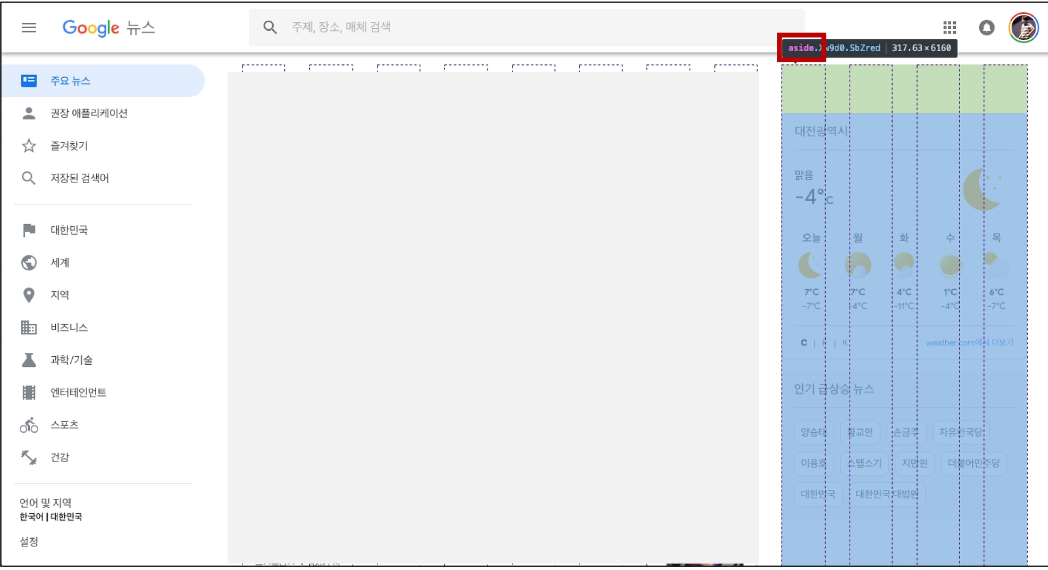 Google 뉴스
주제, 장소, 매체 검색
aside.Xw9d0.SbZred | 317.63×6160
주요 뉴스
권장 애플리케이션
즐겨찾기
저장된 검색어
대한민국
세계
지역
비즈니스
과학/기술
엔터테인먼트
스포츠
건강
언어 및 지역
한국어 | 대한민국
설정
대전광역시
맑음
-4°C
오늘 월 화 수 목
7°C 7°C 4°C 1°C 6°C
-7°C -4°C -11°C -4°C -7°C
C | F | K weather.com에서 더보기
인기 급상승 뉴스
양승태 황교안 손금주 자유한국당
이용호 스텔스기 지만원 더불어민주당
대한민국 대한민국 대법원